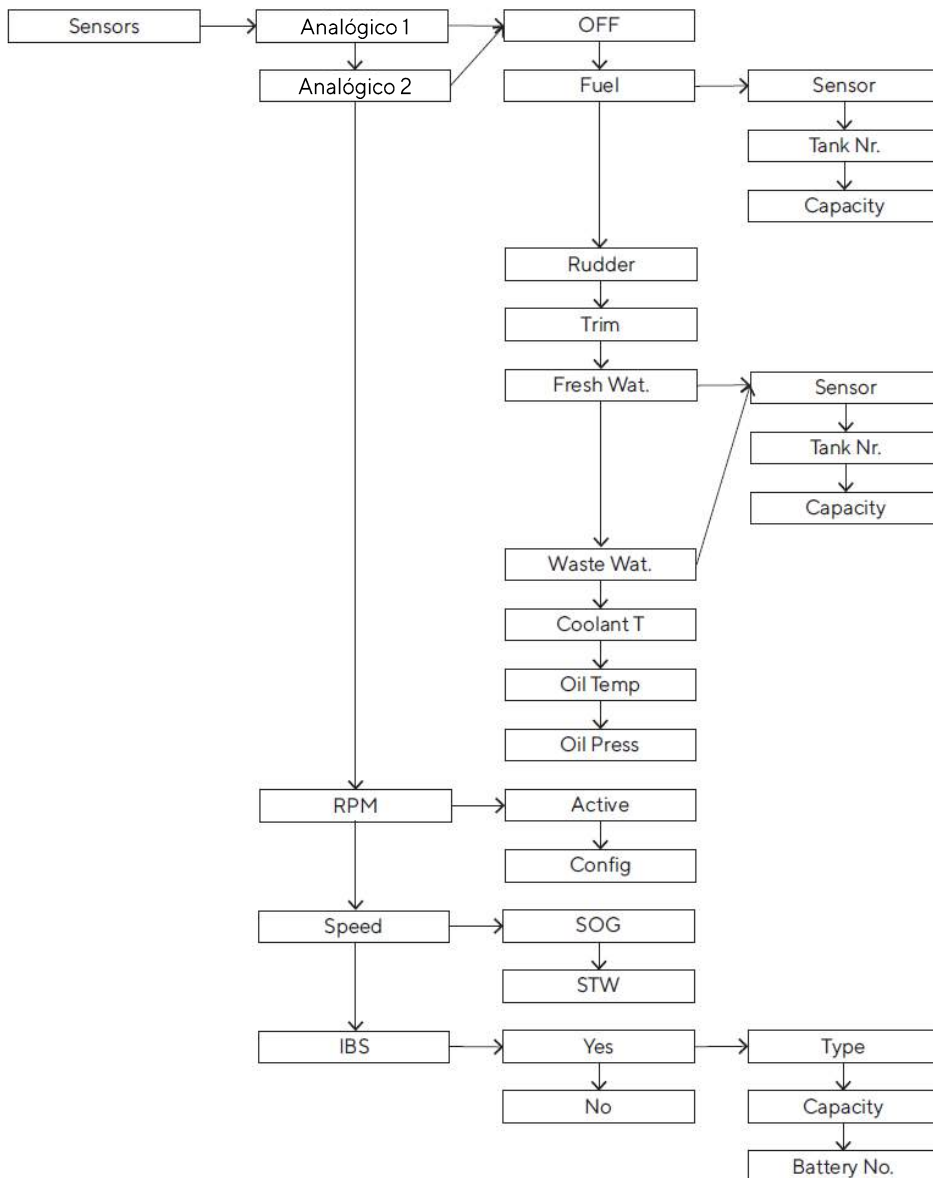 Sensors
Analógico 1
OFF
Analógico 2
Fuel
Sensor
Tank Nr.
Capacity
Rudder
Trim
Fresh Wat.
Sensor
Tank Nr.
Capacity
Waste Wat.
Coolant T
Oil Temp
Oil Press
RPM
Active
Config
Speed
SOG
STW
IBS
Yes
Type
No
Capacity
Battery No.